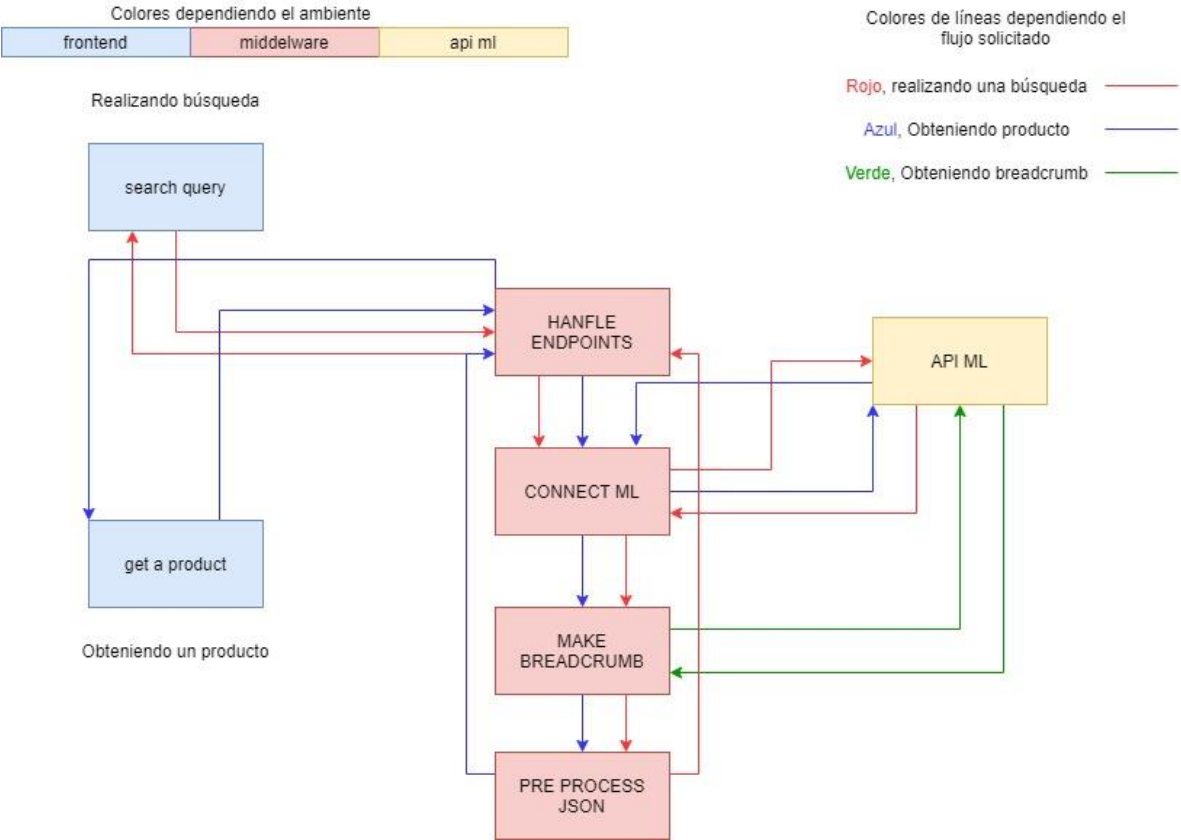 Colores dependiendo el ambiente
frontend
middelware
api ml
Colores de líneas dependiendo el
flujo solicitado
Rojo, realizando una búsqueda
Azul, Obteniendo producto
Verde, Obteniendo breadcrumb
Realizando búsqueda
search query
HANFLE
ENDPOINTS
API ML
CONNECT ML
get a product
Obteniendo un producto
MAKE
BREADCRUMB
PRE PROCESS
JSON